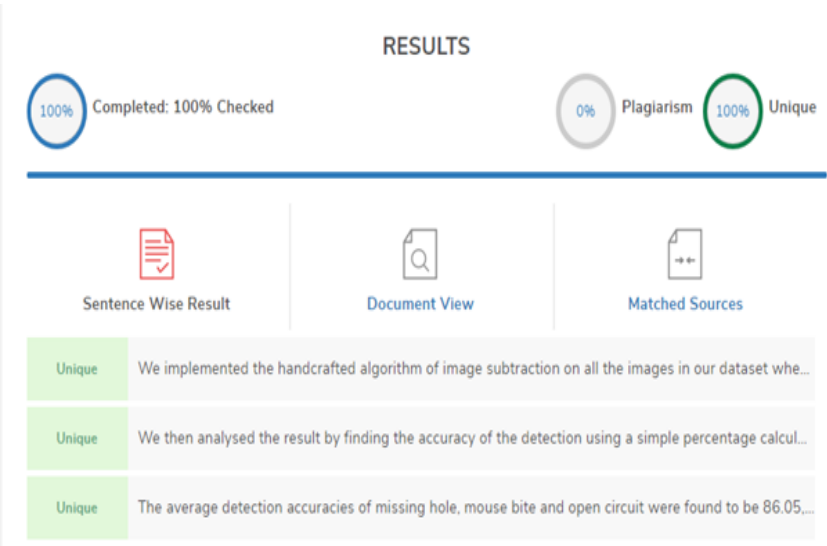 RESULTS
100% Completed: 100% Checked 0% Plagiarism 100% Unique
Sentence Wise Result Document View Matched Sources
Unique We implemented the handcrafted algorithm of image subtraction on all the images in our dataset whe...
Unique We then analysed the result by finding the accuracy of the detection using a simple percentage calcul...
Unique The average detection accuracies of missing hole, mouse bite and open circuit were found to be 86.05,...